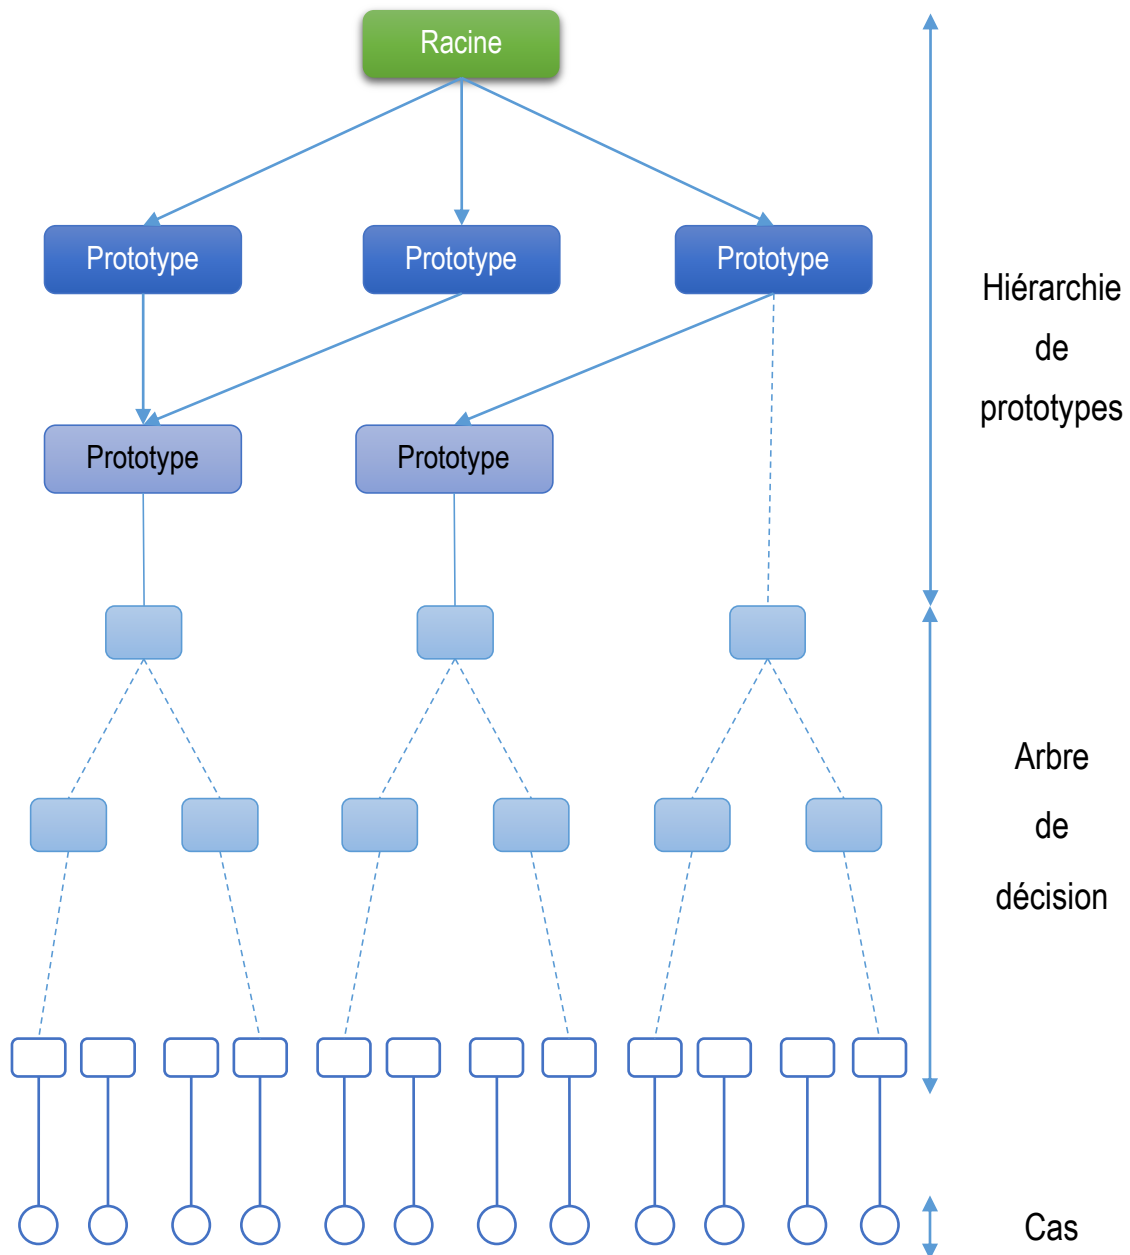 Racine
Prototype
Prototype
Prototype
Hiérarchie
de
prototypes
Prototype
Prototype
Arbre
de
décision
Cas